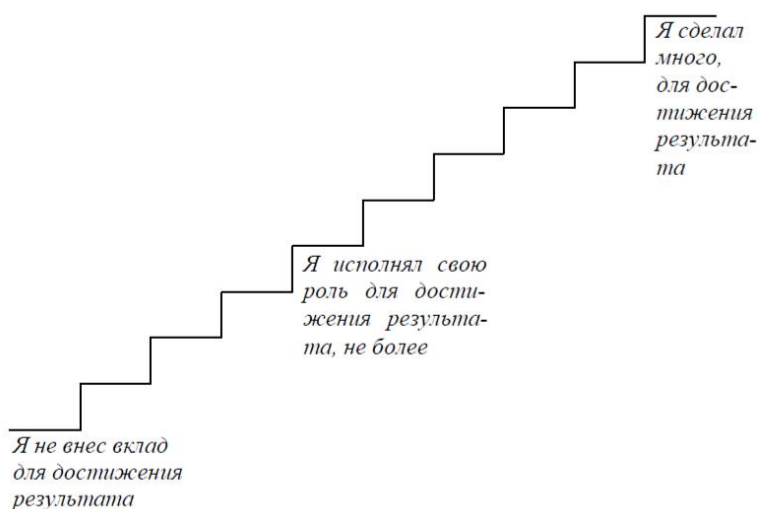 Я сделал
много,
для дос-
тижения
результа-
та
Я исполнял свою
роль для дости-
жения результа-
та, не более
Я не внес вклад
для достижения
результата